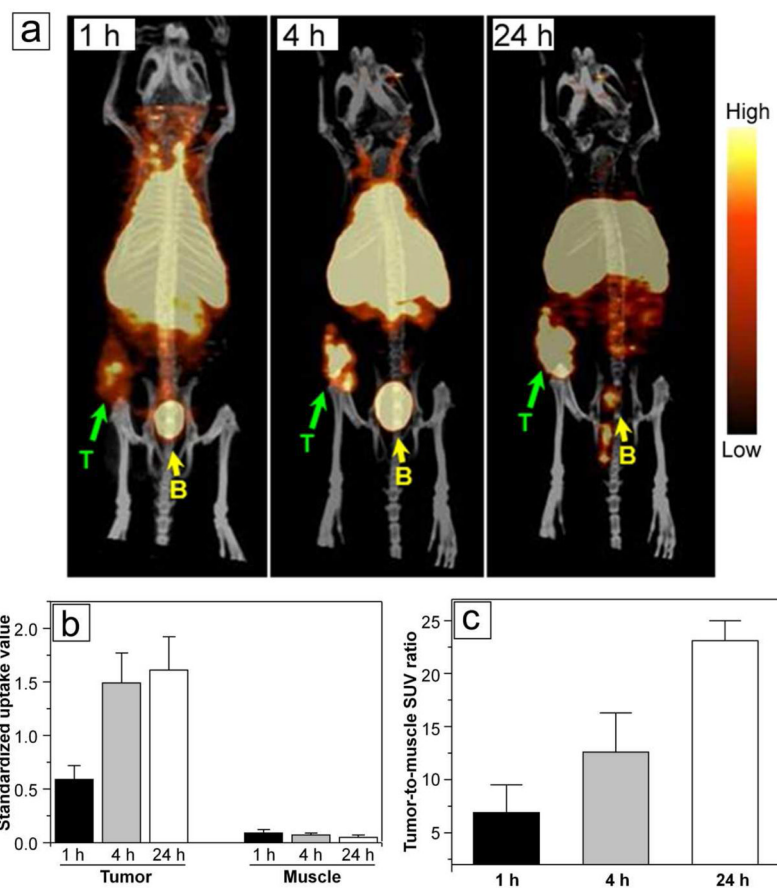 a
1 h
4 h
24 h
High
Low
T
B
T
B
T
B
b
Standardized uptake value
2.0
1.5
1.0
0.5
0.0
1 h 4 h 24 h 1 h 4 h 24 h
Tumor Muscle
c
Tumor-to-muscle SUV ratio
25
20
15
10
5
1 h 4 h 24 h